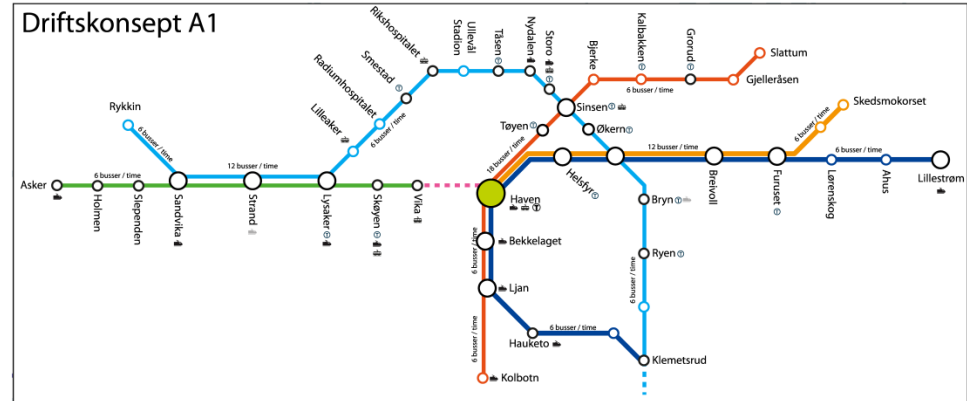 Driftskonsept A1
Rikshospitalet
Ullevål
Stadion
Tåsen
Nydalen
Storo
Bjerke
Kalbakken
Grorud
Slattum
Gjelleråsen
6 busser / time
Smestad
Radiumhospitalet
Lilleaker
6 busser / time
Rykkin
6 busser / time
12 busser / time
Sinsen
Tøyen
Økern
18 busser / time
Skedsmokorset
6 busser / time
12 busser / time
6 busser / time
Asker
6 busser / time
Holmen
Slependen
Sandvika
Strand
Lysaker
Skøyen
Vika
Haven
Helsfyr
Breivoll
Furuset
Lørenskog
Ahus
Lillestrøm
Bryn
Bekkelaget
6 busser / time
Ryen
6 busser / time
Ljan
6 busser / time
Hauketo
6 busser / time
Klemetsrud
Kolbotn